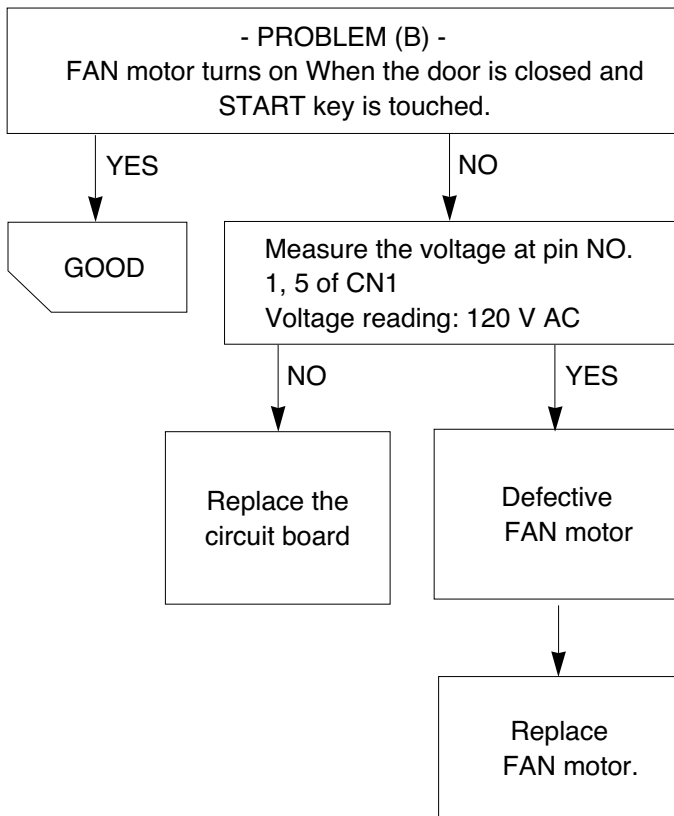 - PROBLEM (B) -
FAN motor turns on When the door is closed and
START key is touched.
YES
NO
GOOD
Measure the voltage at pin NO.
1, 5 of CN1
Voltage reading: 120 V AC
NO
YES
Replace the
circuit board
Defective
FAN motor
Replace
FAN motor.